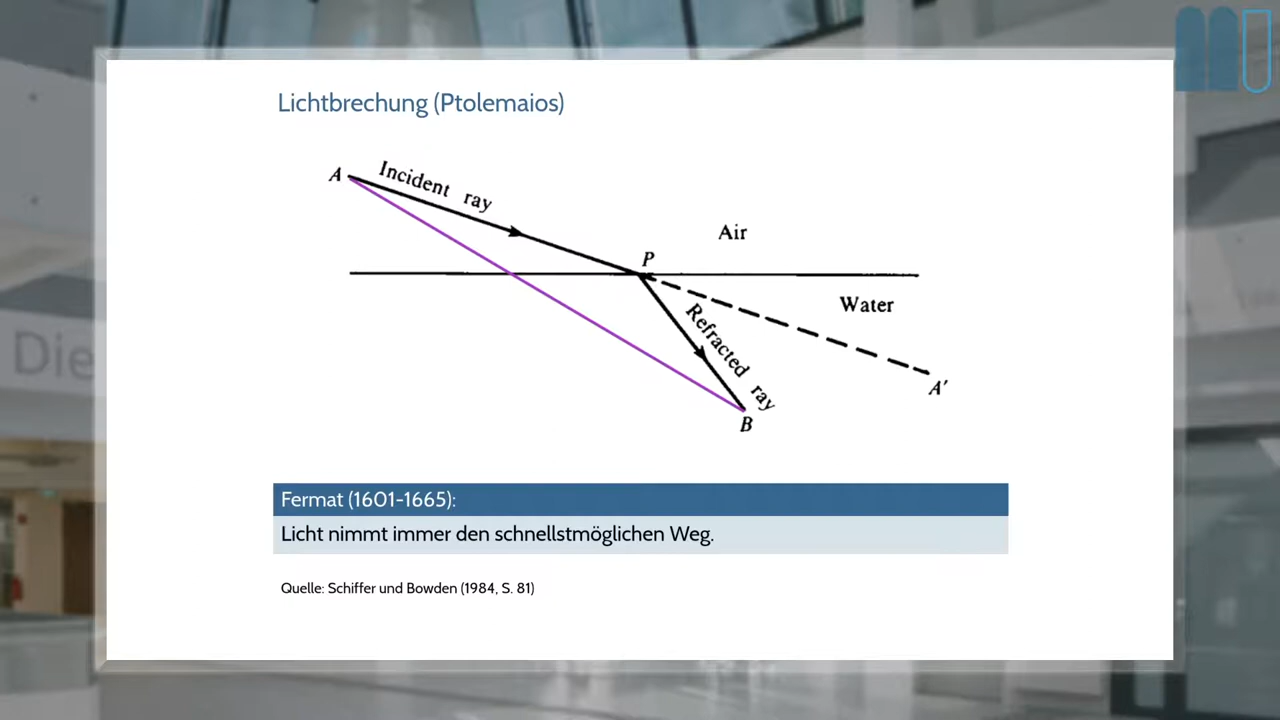 Lichtbrechung (Ptolemaios)
A
Incident ray
Air
P
Water
Refracted ray
A'
B
Die
Fermat (1601-1665):
Licht nimmt immer den schnellstmöglichen Weg.
Quelle: Schiffer und Bowden (1984, S. 81)